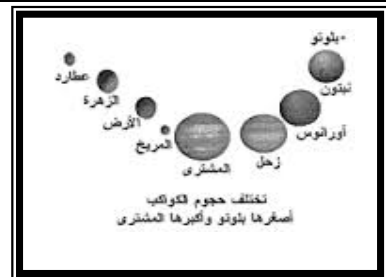 بلوتو
نبتون
عطارد
الزهرة
الأرض
أورانوس
المريخ
زحل
المشترى
تختلف حجوم الكواكب
أصغرها بلوتو وأكبرها المشترى